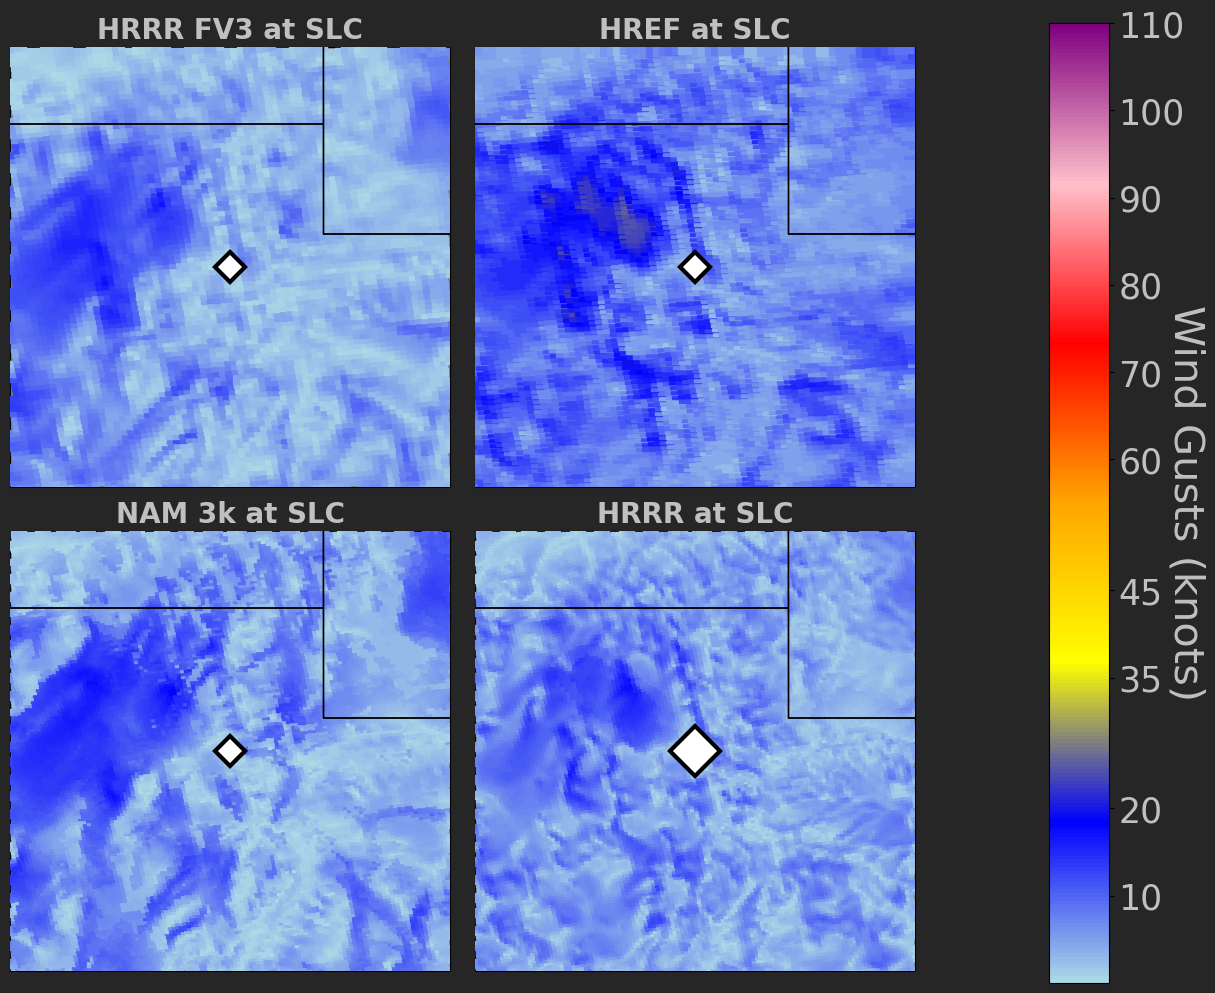 HRRR FV3 at SLC
HREF at SLC
NAM 3k at SLC
HRRR at SLC
110
100
90
80
70
60
45
35
20
10
Wind Gusts (knots)